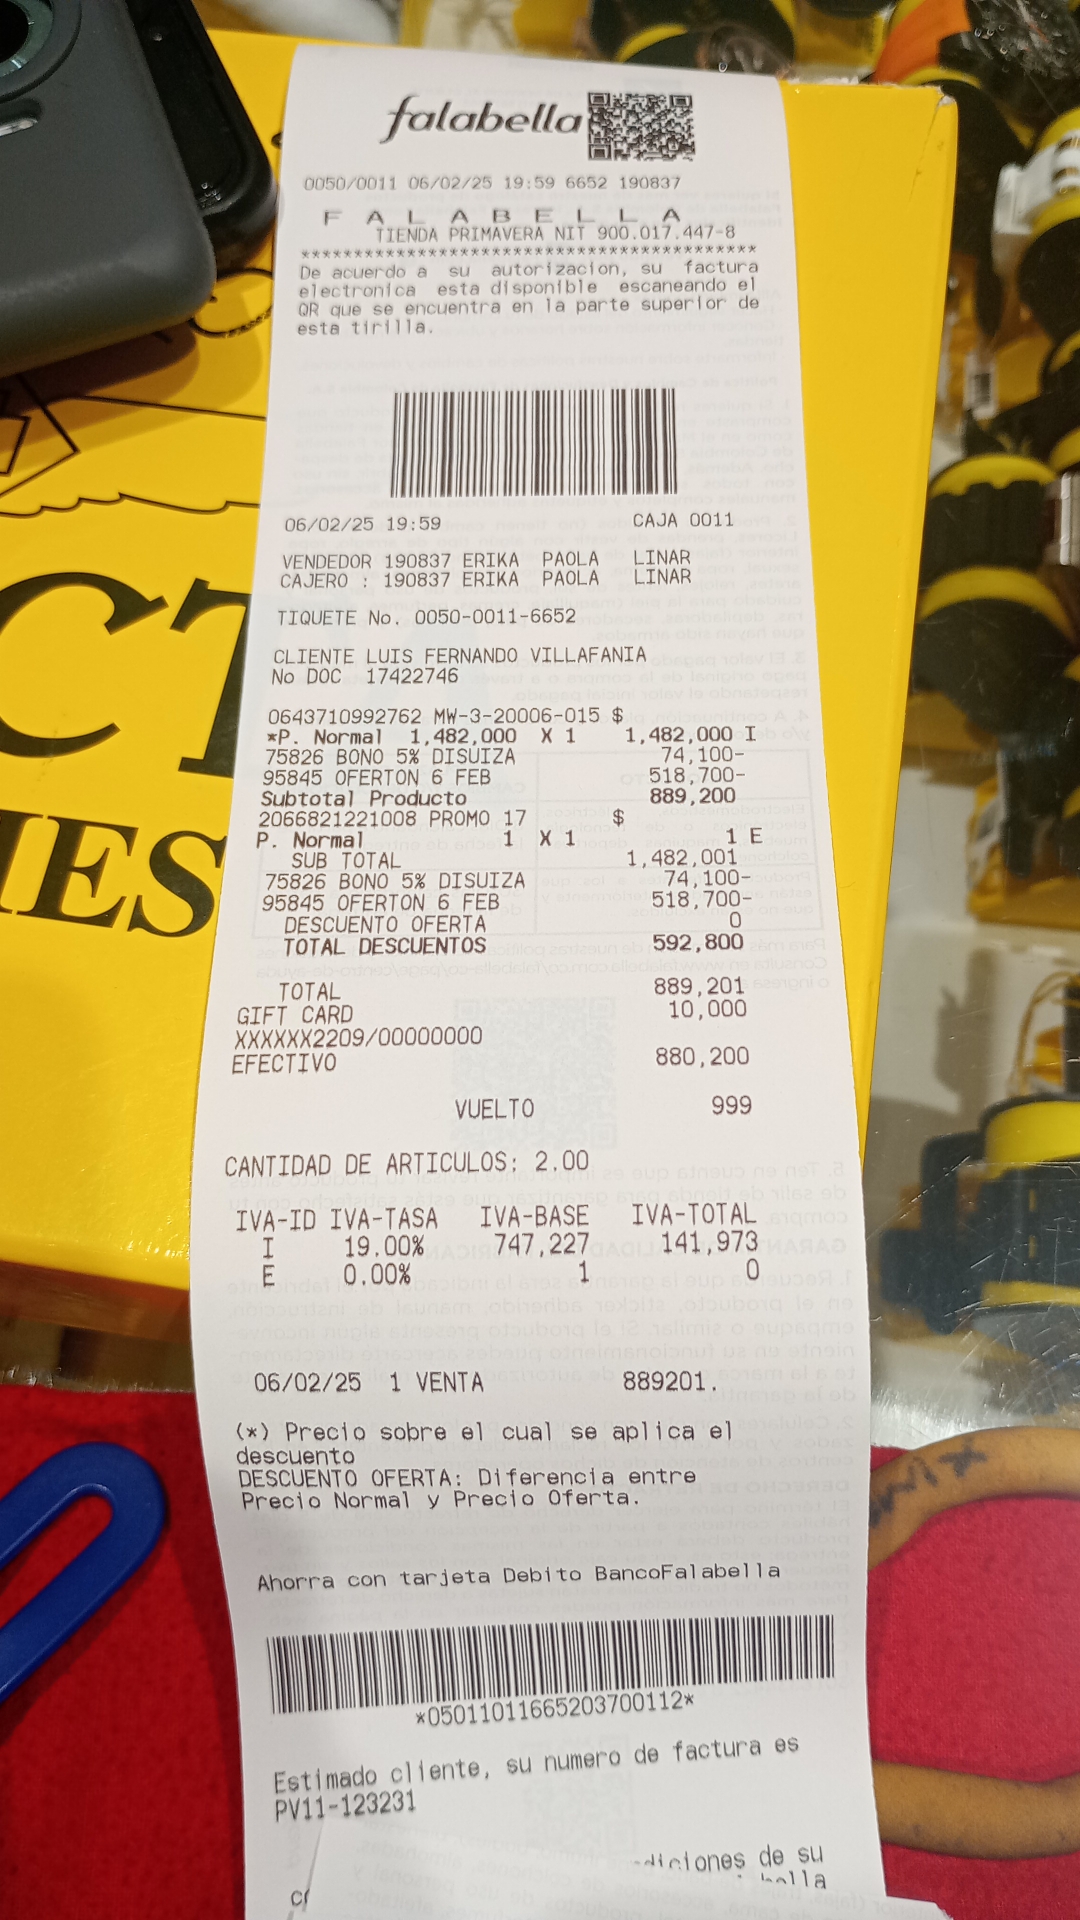 falabella
0050/0011 06/02/25 19:59 6652 190837
F A L A B E L L A
TIENDA PRIMAVERA NIT 900.017.447-8
*********************************************
De acuerdo a su autorizacion, su factura
electronica esta disponible escaneando el
QR que se encuentra en la parte superior de
esta tirilla.
06/02/25 19:59 CAJA 0011
VENDEDOR 190837 ERIKA PAOLA LINAR
CAJERO : 190837 ERIKA PAOLA LINAR
TIQUETE No. 0050-0011-6652
CLIENTE LUIS FERNANDO VILLAFANIA
No DOC 17422746
0643710992762 MW-3-20006-015 $
*P. Normal 1,482,000 X 1 1,482,000 I
75826 BONO 5% DISUIZA 74,100-
95845 OFERTON 6 FEB 518,700-
Subtotal Producto 889,200
2066821221008 PROMO 17 $
P. Normal 1 X 1 1 E
SUB TOTAL 1,482,001
75826 BONO 5% DISUIZA 74,100-
95845 OFERTON 6 FEB 518,700-
DESCUENTO OFERTA 0
TOTAL DESCUENTOS 592,800
TOTAL 889,201
GIFT CARD 10,000
XXXXXX2209/00000000
EFECTIVO 880,200
VUELTO 999
CANTIDAD DE ARTICULOS: 2.00
IVA-ID IVA-TASA IVA-BASE IVA-TOTAL
I 19.00% 747,227 141,973
E 0.00% 1 0
06/02/25 1 VENTA 889201.
(*) Precio sobre el cual se aplica el
descuento
DESCUENTO OFERTA: Diferencia entre
Precio Normal y Precio Oferta.
Ahorra con tarjeta Debito BancoFalabella
*05011011665203700112*
Estimado cliente, su numero de factura es
PV11-123231
de su
CT
IES